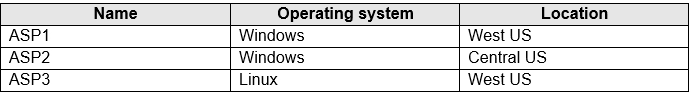 Name Operating system Location
ASP1 Windows West US
ASP2 Windows Central US
ASP3 Linux West US